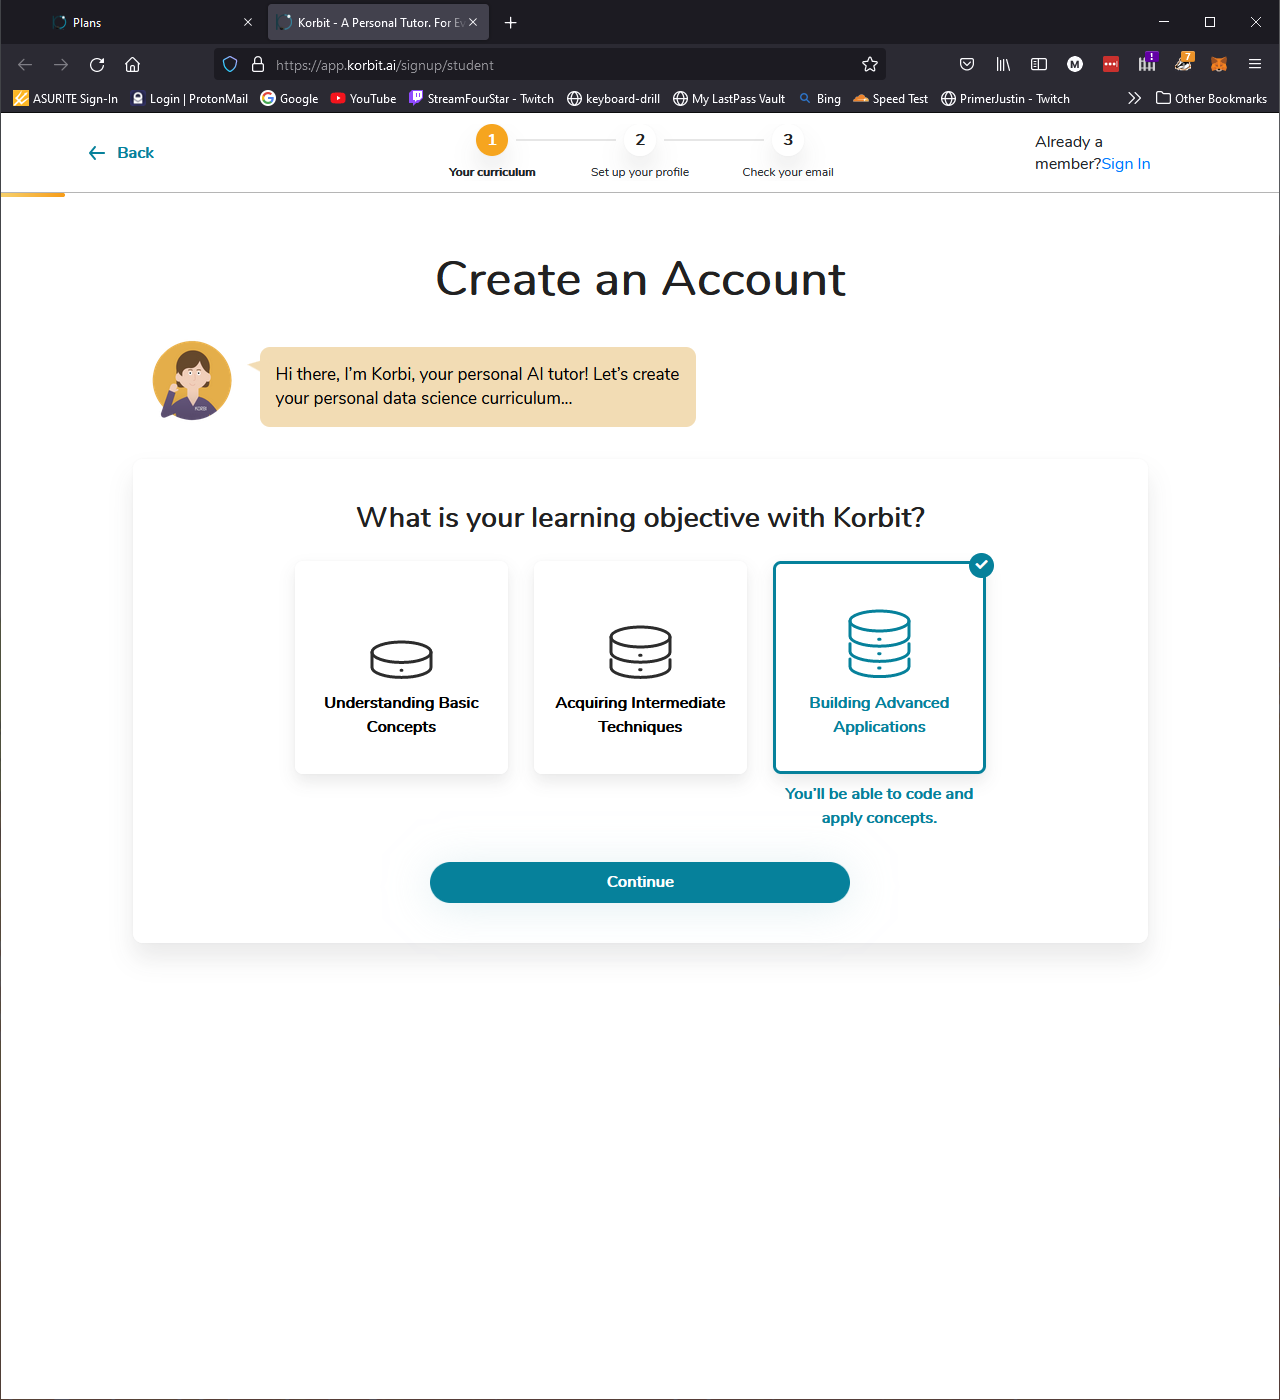 Plans
Korbit - A Personal Tutor. For Ev
https://app.korbit.ai/signup/student
M
1
7
ASURITE Sign-In
Login | ProtonMail
Google
YouTube
StreamFourStar - Twitch
keyboard-drill
My LastPass Vault
Bing
Speed Test
PrimerJustin - Twitch
Other Bookmarks
Back
1
2
3
Your curriculum
Set up your profile
Check your email
Already a
member?Sign In
Create an Account
Hi there, I’m Korbi, your personal AI tutor! Let’s create
your personal data science curriculum...
What is your learning objective with Korbit?
Understanding Basic
Concepts
Acquiring Intermediate
Techniques
Building Advanced
Applications
You’ll be able to code and
apply concepts.
Continue